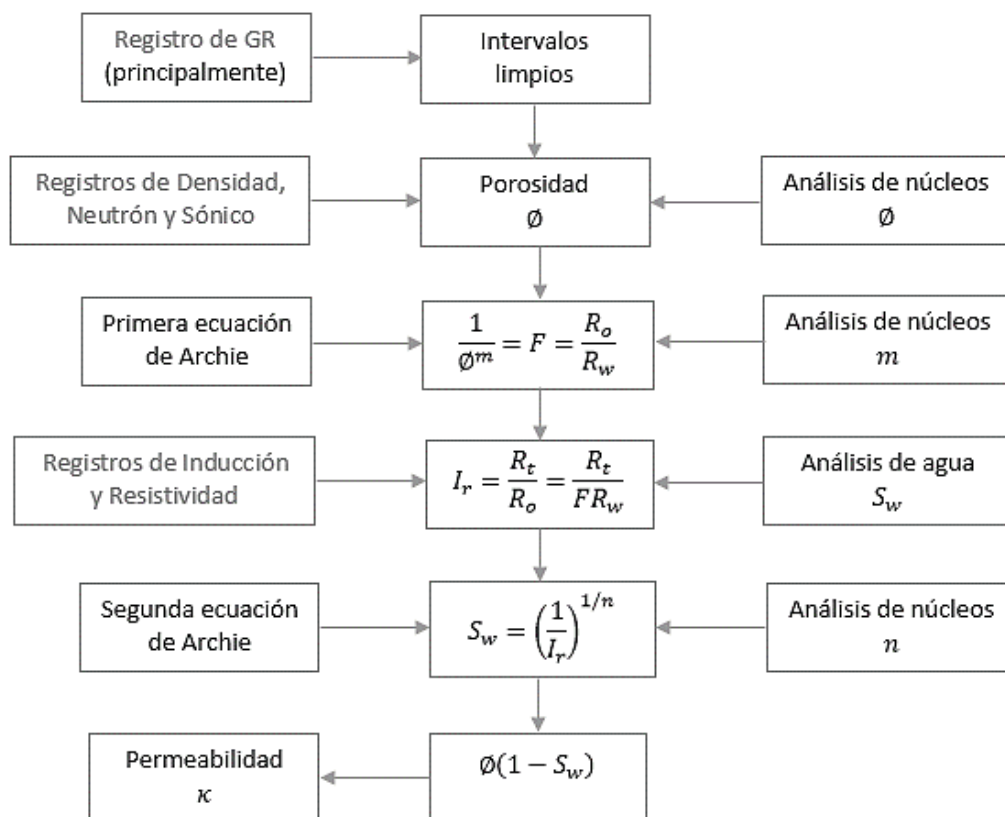 Registro de GR
(principalmente)
Intervalos
limpios
Registros de Densidad,
Neutrón y Sónico
Porosidad
∅
Análisis de núcleos
∅
Primera ecuación
de Archie
1/∅^m = F = R_o/R_w
Análisis de núcleos
m
Registros de Inducción
y Resistividad
I_r = R_t/R_o = R_t/FR_w
Análisis de agua
S_w
Segunda ecuación
de Archie
S_w = (1/I_r)^1/n
Análisis de núcleos
n
Permeabilidad
κ
∅(1 − S_w)